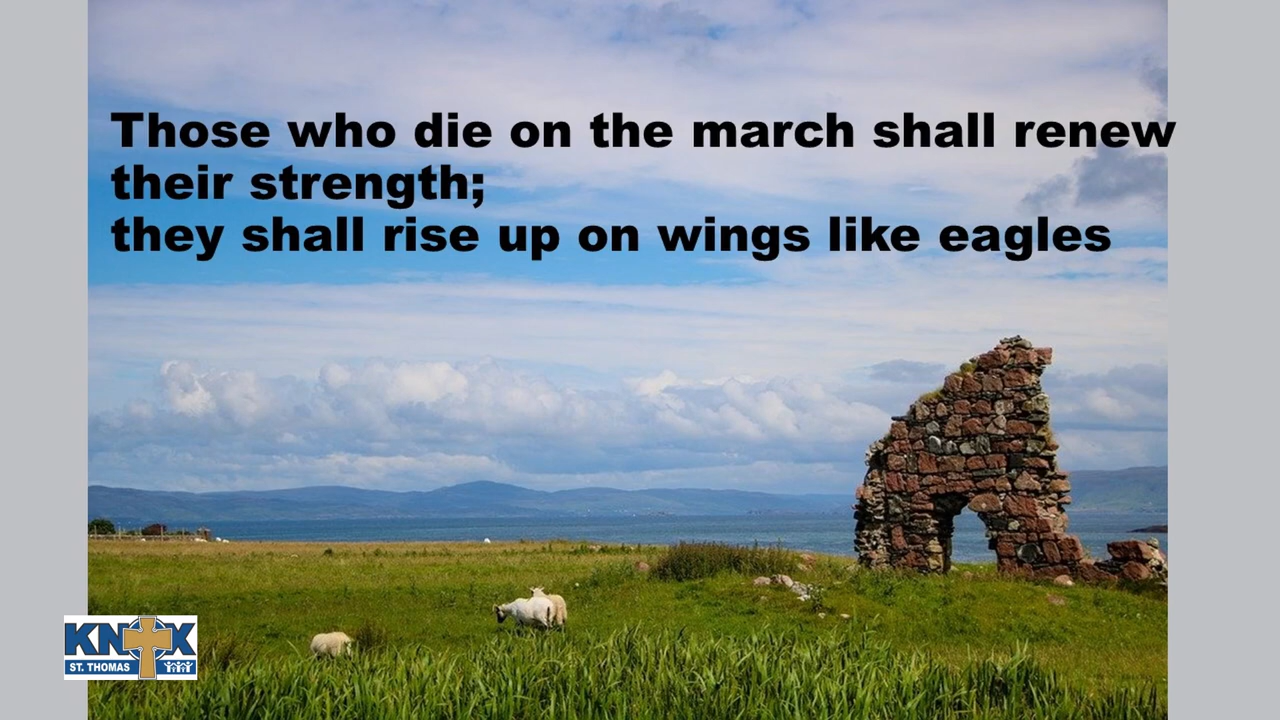 Those who die on the march shall renew
their strength;
they shall rise up on wings like eagles
KNOX
ST. THOMAS